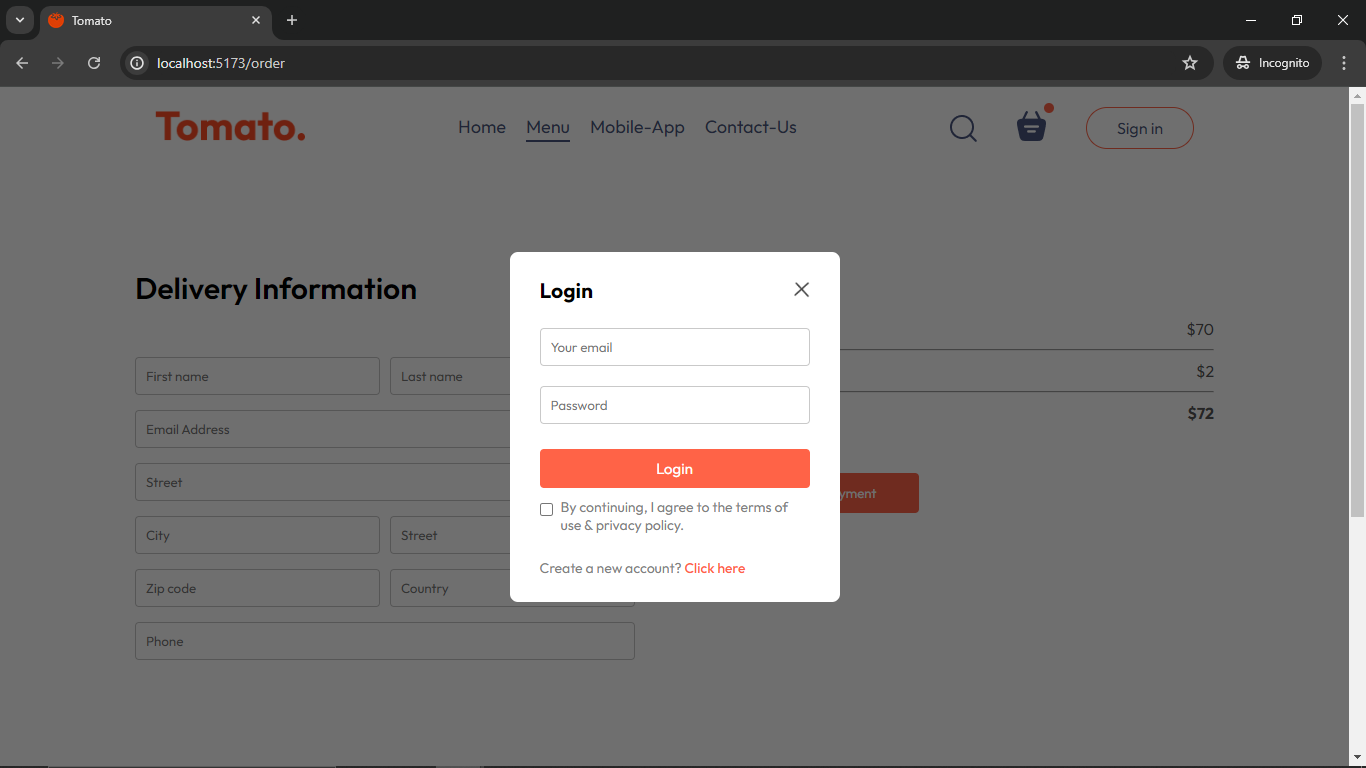 Tomato
localhost:5173/order
Incognito
Tomato.
Home Menu Mobile-App Contact-Us
Sign in
Delivery Information
First name Last name
Email Address
Street
City Street
Zip code Country
Phone
Login
Your email
Password
Login
By continuing, I agree to the terms of
use & privacy policy.
Create a new account? Click here
$70
$2
$72